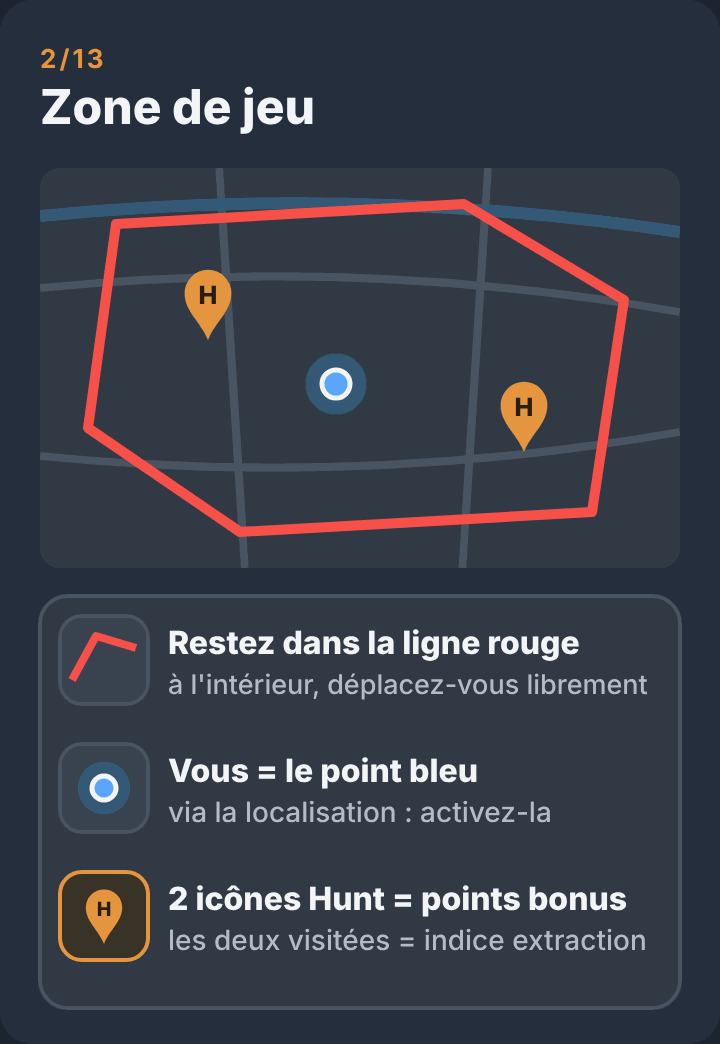 2/13
Zone de jeu
H
H
Restez dans la ligne rouge
à l'intérieur, déplacez-vous librement
Vous = le point bleu
via la localisation : activez-la
H
2 icônes Hunt = points bonus
les deux visitées = indice extraction